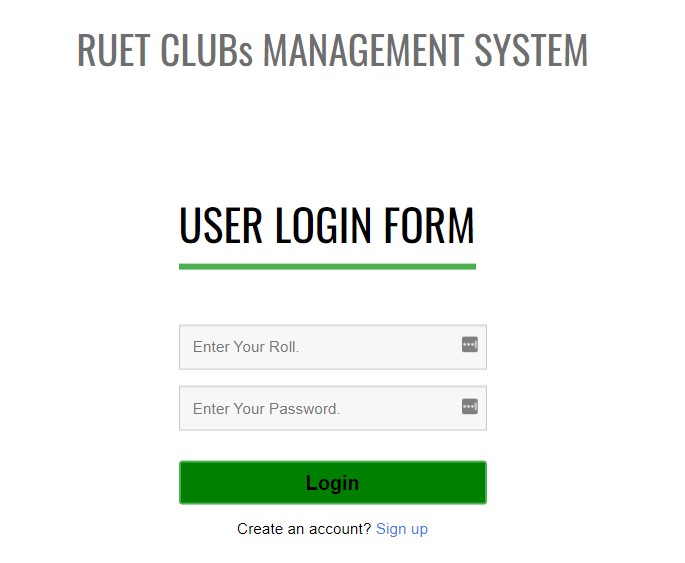 RUET CLUBs MANAGEMENT SYSTEM
USER LOGIN FORM
Enter Your Roll.
Enter Your Password.
Login
Create an account? Sign up